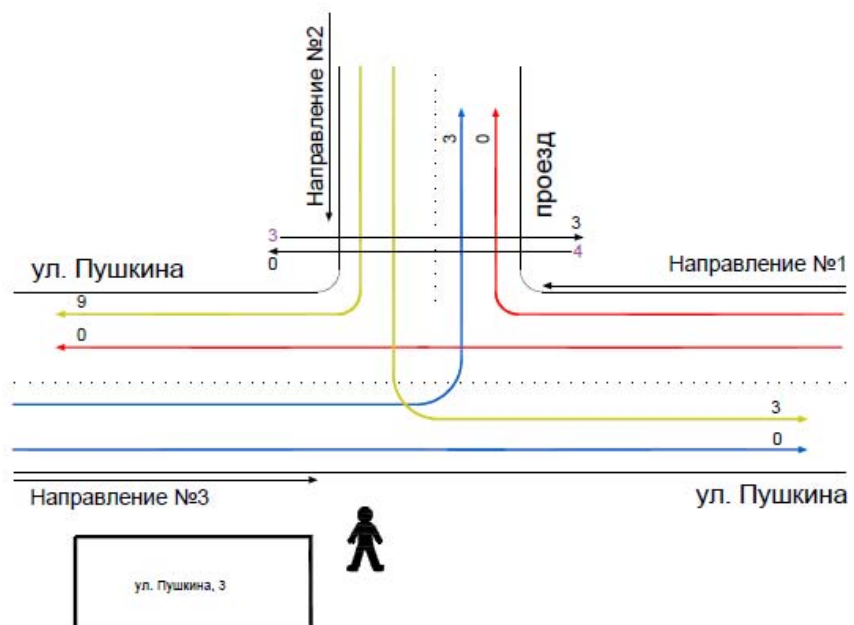 Направление №2
3
0
проезд
3
3
0
4
ул. Пушкина
Направление №1
9
0
3
0
Направление №3
ул. Пушкина
ул. Пушкина, 3